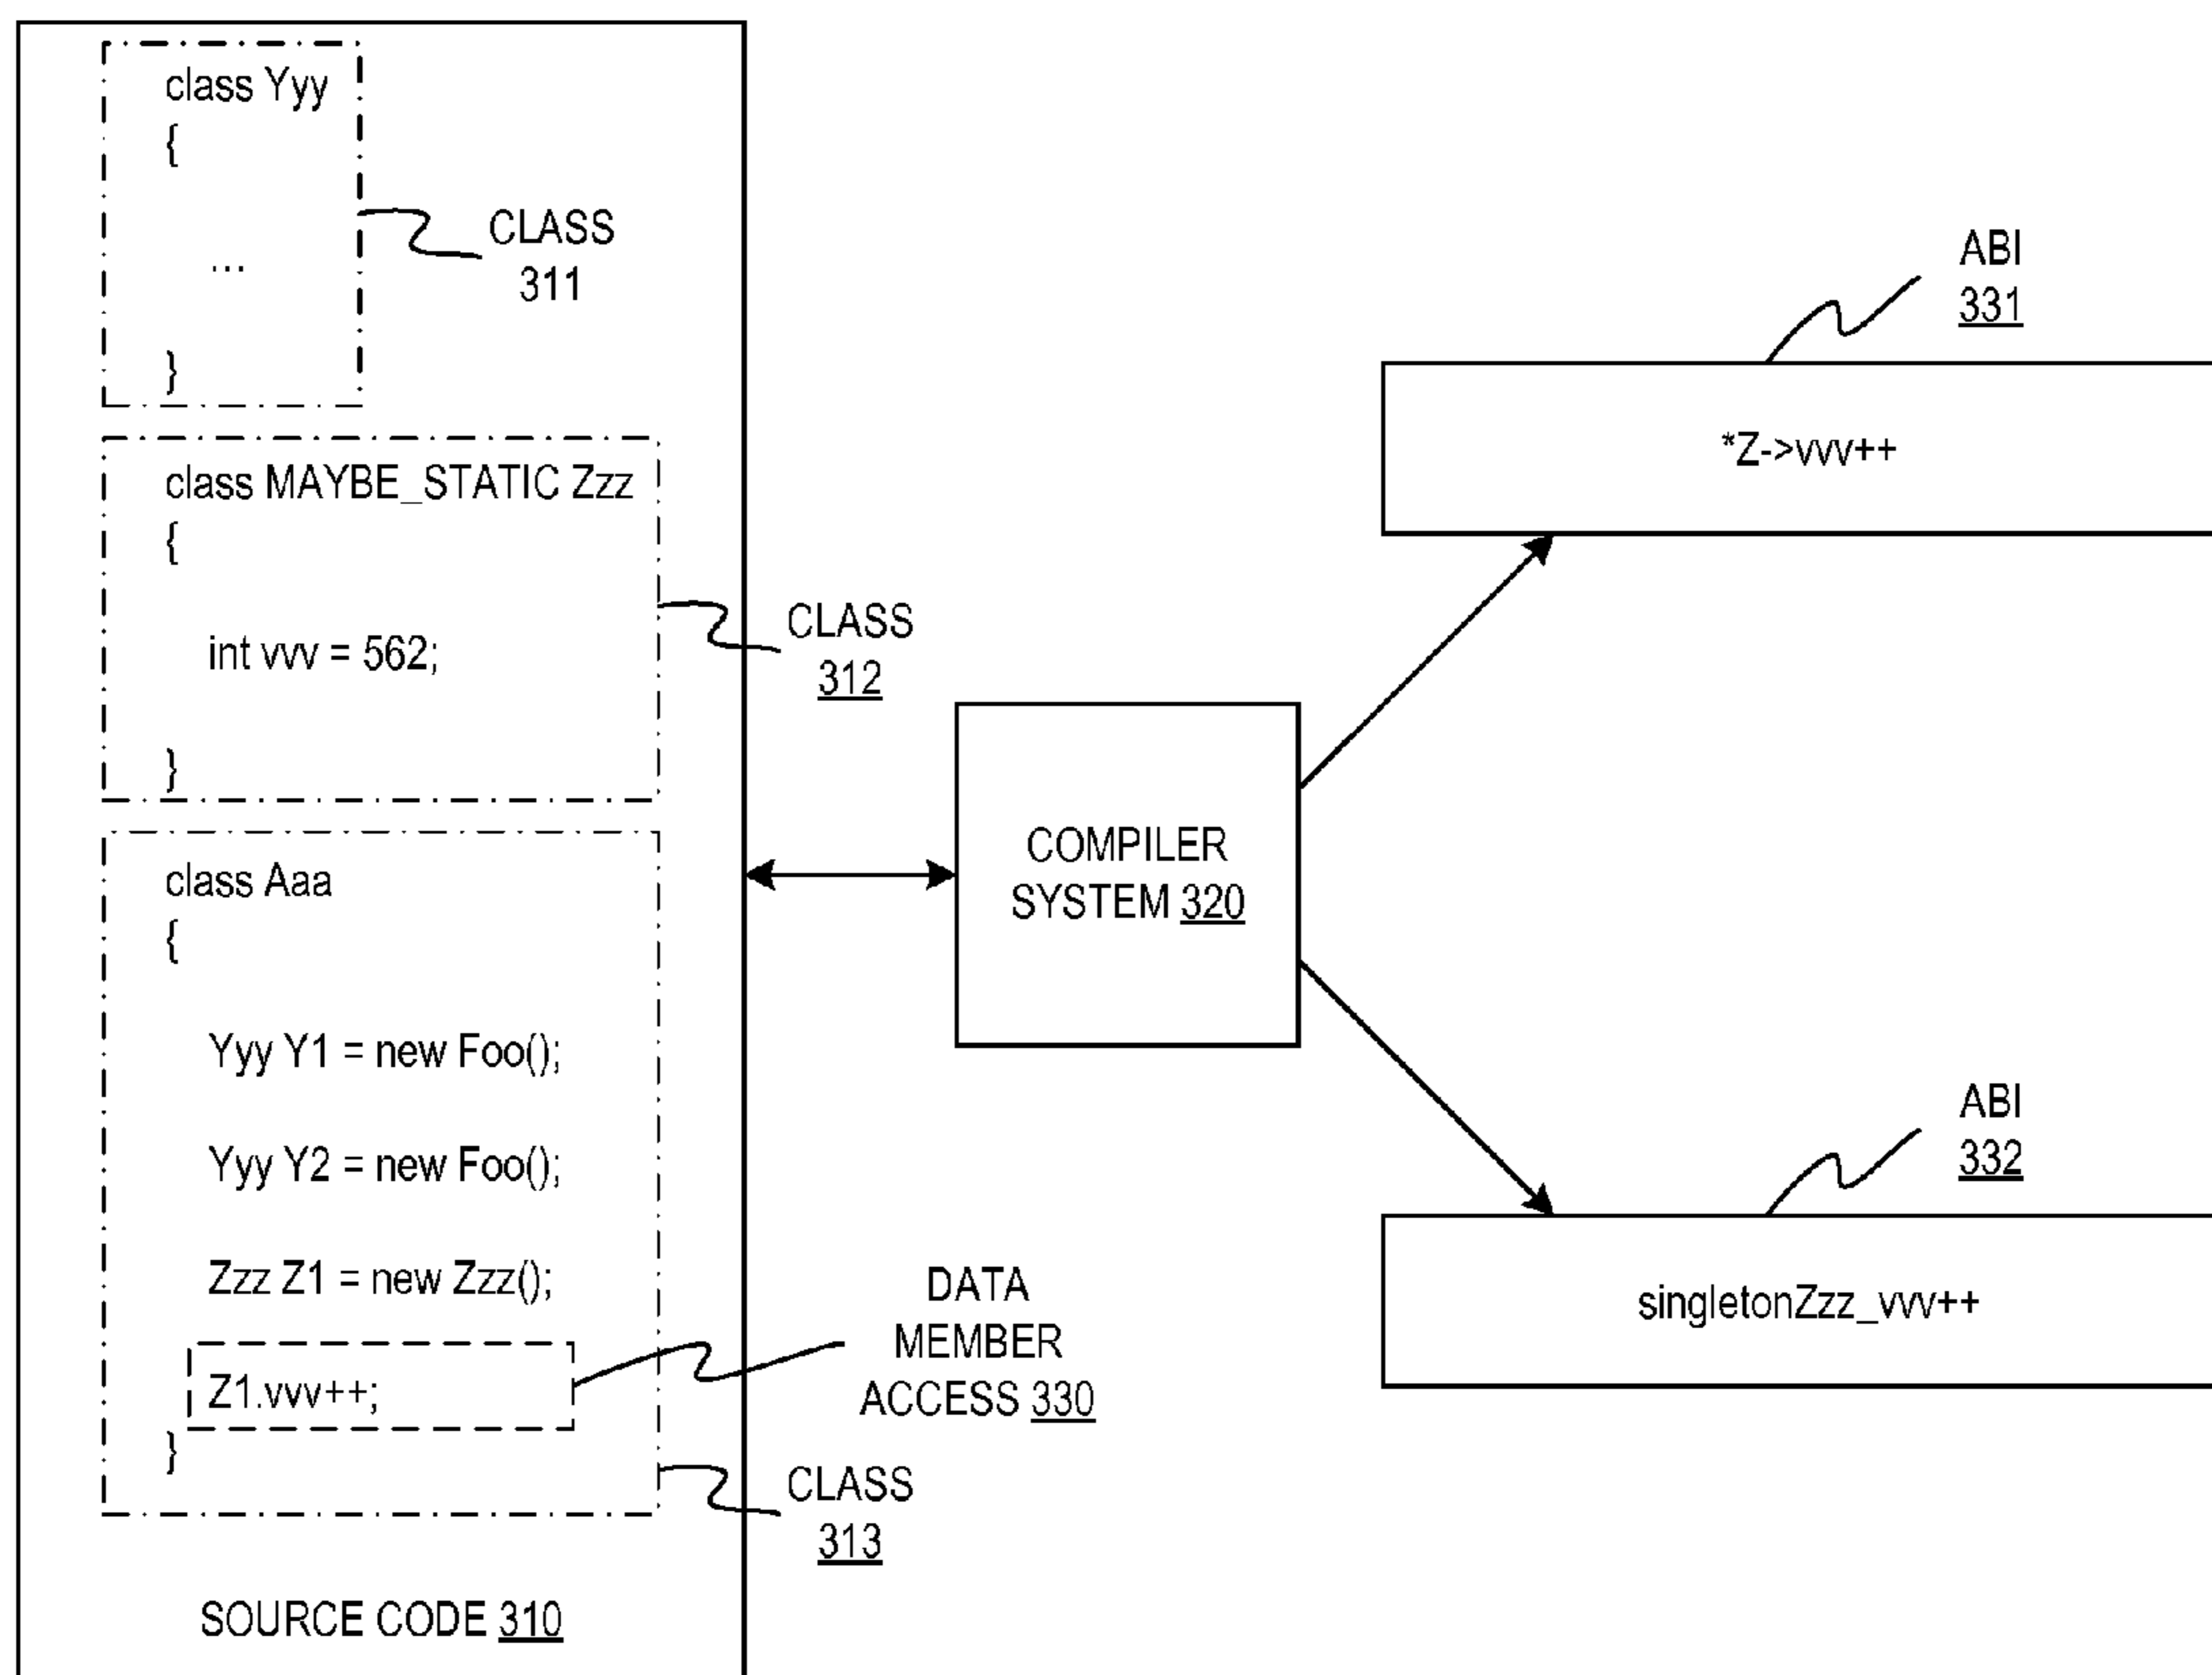 class Yyy
{
...
}
CLASS
311
class MAYBE_STATIC Zzz
{
int vvv = 562;
}
CLASS
312
class Aaa
{
Yyy Y1 = new Foo();
Yyy Y2 = new Foo();
Zzz Z1 = new Zzz();
Z1.vvv++;
}
DATA
MEMBER
ACCESS 330
CLASS
313
SOURCE CODE 310
COMPILER
SYSTEM 320
ABI
331
*Z->vvv++
ABI
332
singletonZzz_vvv++